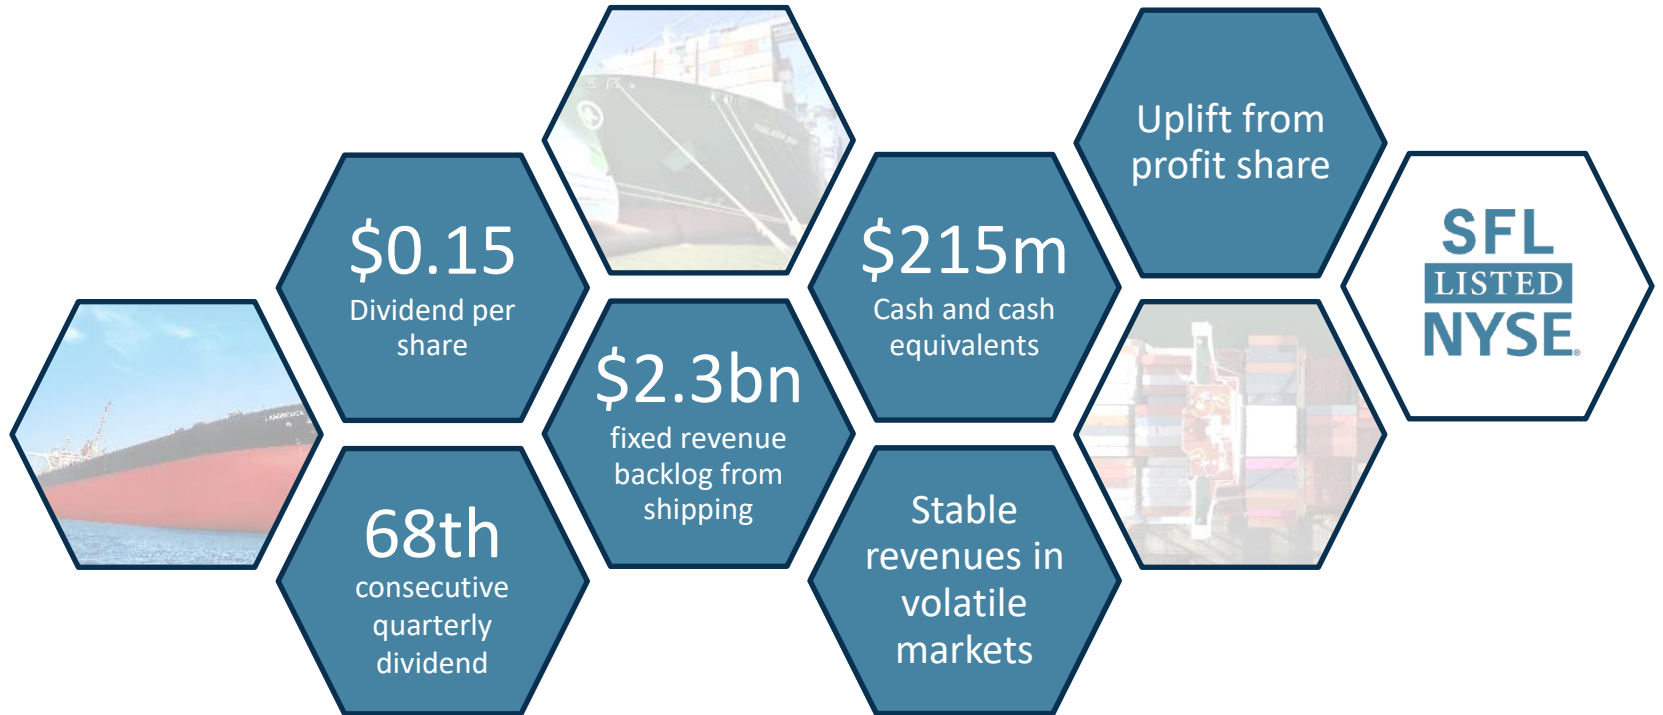 $0.15
Dividend per
share
68th
consecutive
quarterly
dividend
$2.3bn
fixed revenue
backlog from
shipping
$215m
Cash and cash
equivalents
Stable
revenues in
volatile
markets
Uplift from
profit share
SFL
LISTED
NYSE®